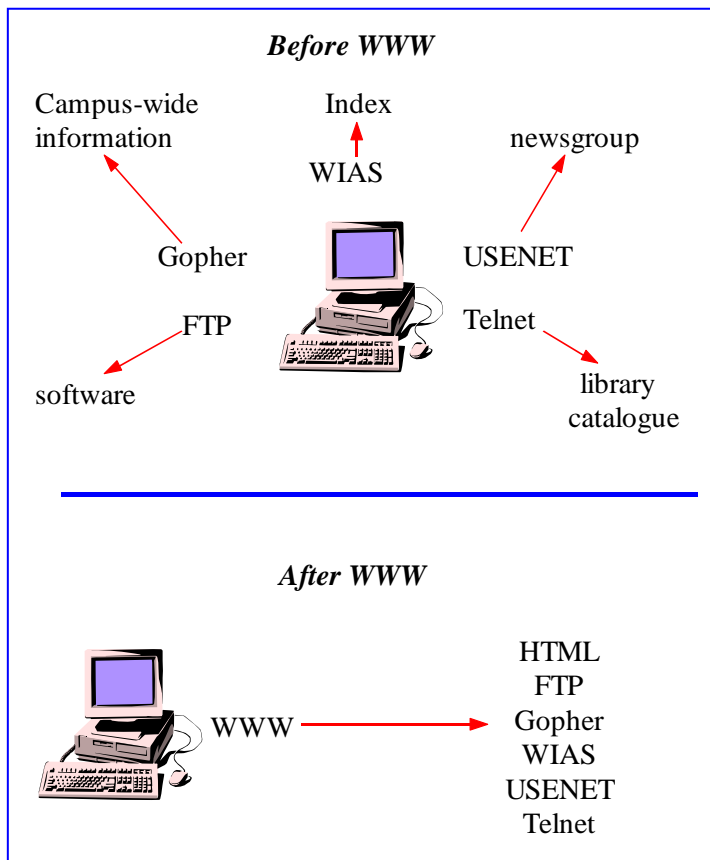 Before WWW
Campus-wide
information
Index
newsgroup
WIAS
Gopher
USENET
FTP
Telnet
software
library
catalogue
After WWW
WWW
HTML
FTP
Gopher
WIAS
USENET
Telnet